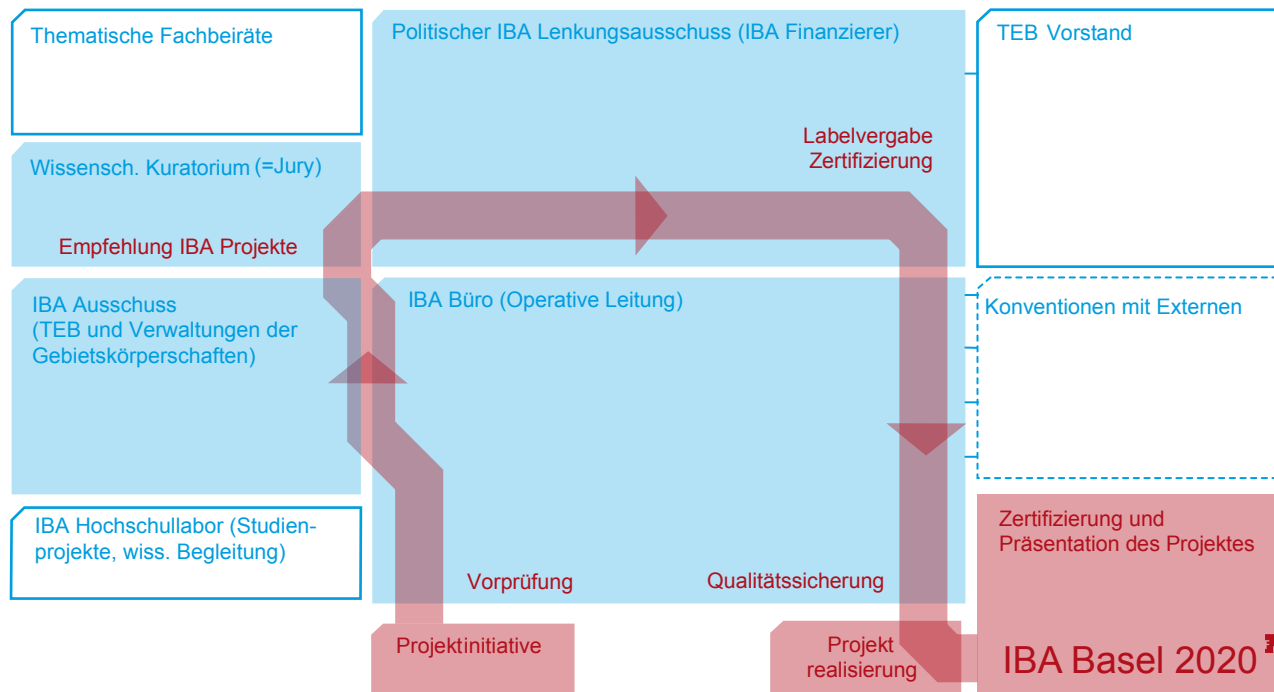 Thematische Fachbeiräte
Politischer IBA Lenkungsausschuss (IBA Finanzierer)
TEB Vorstand
Labelvergabe
Zertifizierung
Wissensch. Kuratorium (=Jury)
Empfehlung IBA Projekte
IBA Ausschuss
(TEB und Verwaltungen der
Gebietskörperschaften)
IBA Büro (Operative Leitung)
Konventionen mit Externen
IBA Hochschullabor (Studien-
projekte, wiss. Begleitung)
Vorprüfung
Qualitätssicherung
Zertifizierung und
Präsentation des Projektes
Projektinitiative
Projekt
realisierung
IBA Basel 2020